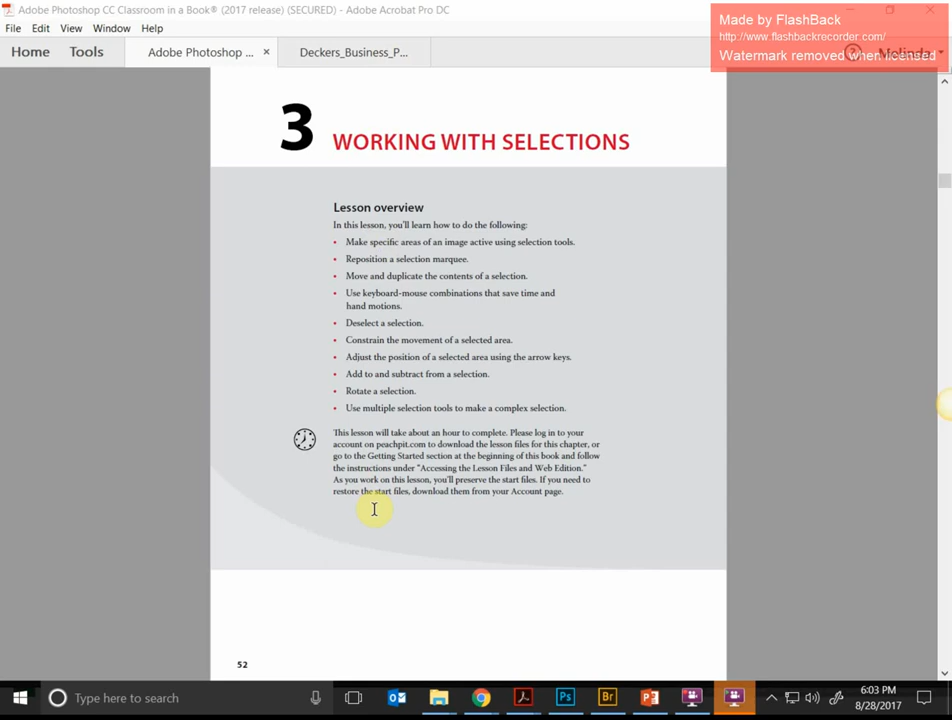 Adobe Photoshop CC Classroom in a Book® (2017 release) (SECURED) - Adobe Acrobat Pro DC
Made by FlashBack
File Edit View Window Help
http://www.flashbackrecorder.com/
Home Tools Adobe Photoshop ... × Deckers_Business_P... ? Melinda
Watermark removed when licensed
3 WORKING WITH SELECTIONS
Lesson overview
In this lesson, you'll learn how to do the following:
• Make specific areas of an image active using selection tools.
• Reposition a selection marquee.
• Move and duplicate the contents of a selection.
• Use keyboard-mouse combinations that save time and
hand motions.
• Deselect a selection.
• Constrain the movement of a selected area.
• Adjust the position of a selected area using the arrow keys.
• Add to and subtract from a selection.
• Rotate a selection.
• Use multiple selection tools to make a complex selection.
This lesson will take about an hour to complete. Please log in to your
account on peachpit.com to download the lesson files for this chapter, or
go to the Getting Started section at the beginning of this book and follow
the instructions under “Accessing the Lesson Files and Web Edition.”
As you work on this lesson, you'll preserve the start files. If you need to
restore the start files, download them from your Account page.
52
Type here to search
Ps Br
6:03 PM
8/28/2017